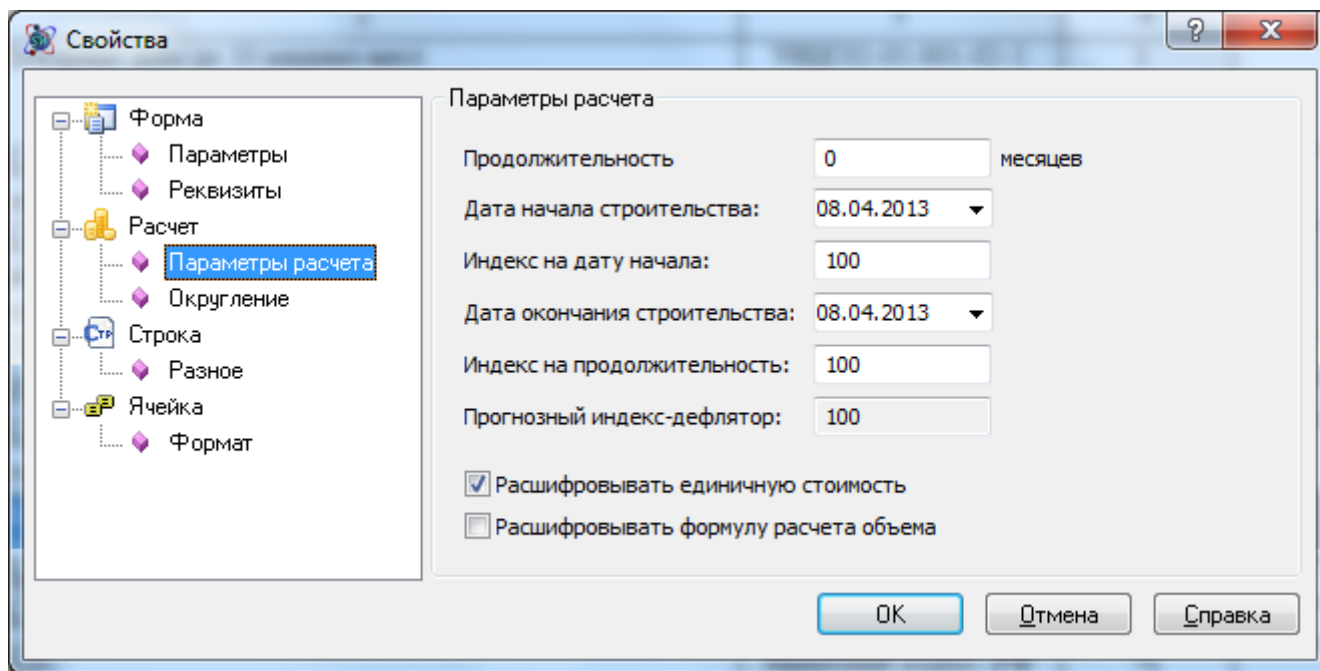 Свойства
Форма
Параметры
Реквизиты
Расчет
Параметры расчета
Округление
Стр Строка
Разное
Ячейка
Формат
Параметры расчета
Продолжительность 0 месяцев
Дата начала строительства: 08.04.2013
Индекс на дату начала: 100
Дата окончания строительства: 08.04.2013
Индекс на продолжительность: 100
Прогнозный индекс-дефлятор: 100
Расшифровывать единичную стоимость
Расшифровывать формулу расчета объема
OK Отмена Справка